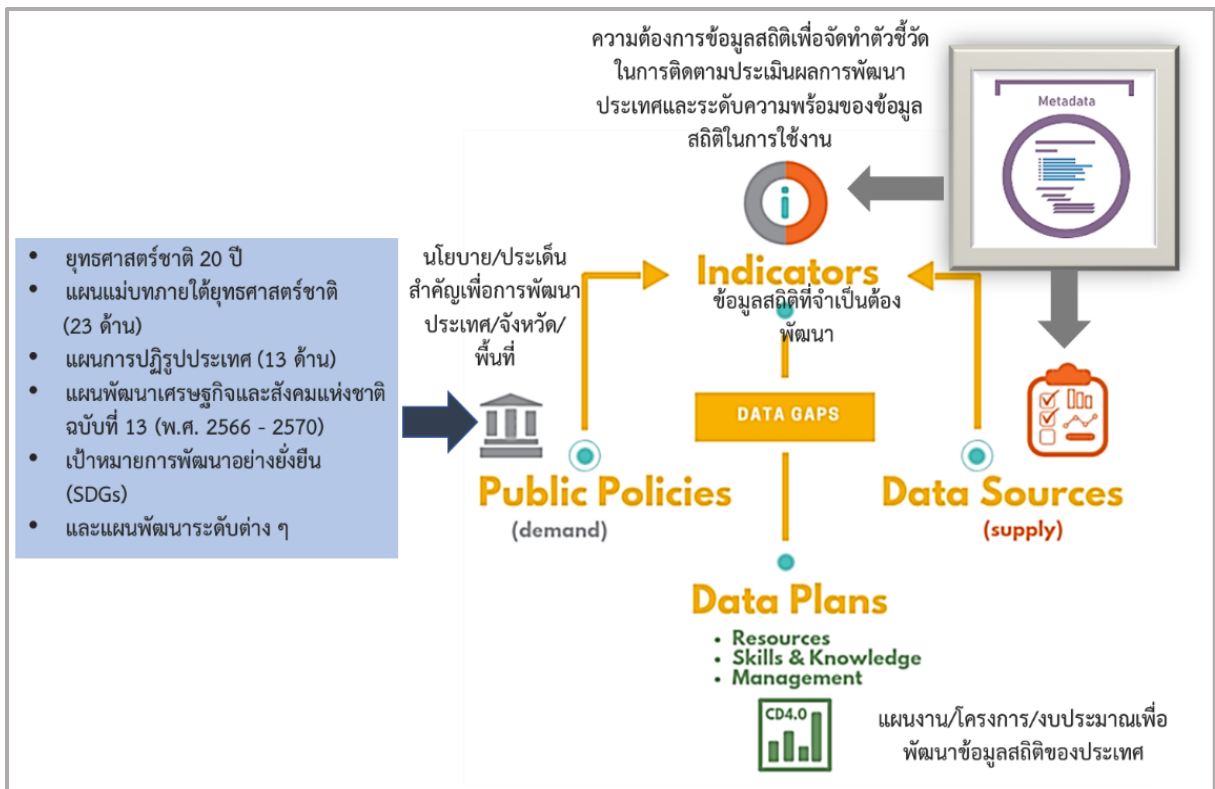 ความต้องการข้อมูลสถิติเพื่อจัดทำตัวชี้วัด
ในการติดตามประเมินผลการพัฒนา
ประเทศและระดับความพร้อมของข้อมูล
สถิติในการใช้งาน
Metadata
• ยุทธศาสตร์ชาติ 20 ปี
• แผนแม่บทภายใต้ยุทธศาสตร์ชาติ
(23 ด้าน)
• แผนการปฏิรูปประเทศ (13 ด้าน)
• แผนพัฒนาเศรษฐกิจและสังคมแห่งชาติ
ฉบับที่ 13 (พ.ศ. 2566 - 2570)
• เป้าหมายการพัฒนาอย่างยั่งยืน
(SDGs)
• และแผนพัฒนาระดับต่าง ๆ
นโยบาย/ประเด็น
สำคัญเพื่อการพัฒนา
ประเทศ/จังหวัด/
พื้นที่
Indicators
ข้อมูลสถิติที่จำเป็นต้อง
พัฒนา
DATA GAPS
Public Policies
(demand)
Data Sources
(supply)
Data Plans
• Resources
• Skills & Knowledge
• Management
CD4.0
แผนงาน/โครงการ/งบประมาณเพื่อ
พัฒนาข้อมูลสถิติของประเทศ